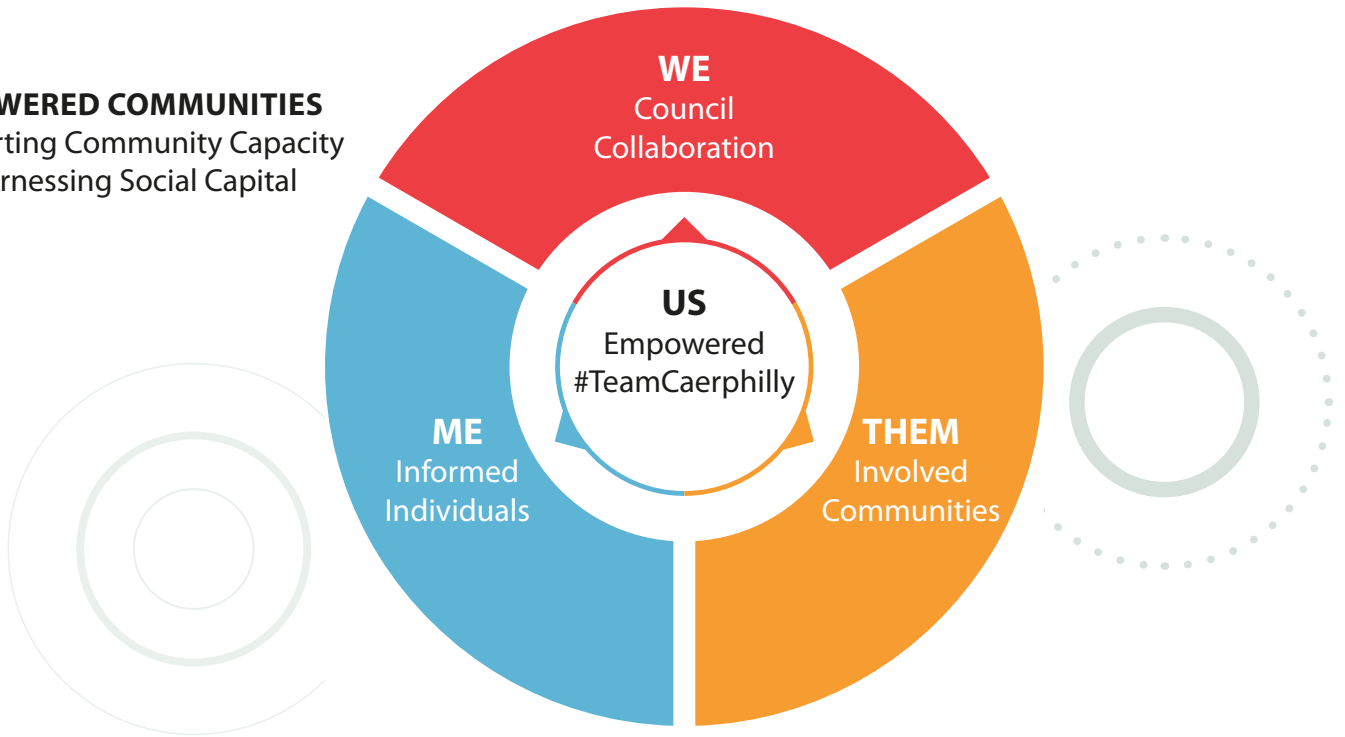 WERED COMMUNITIES
rting Community Capacity
rnessing Social Capital
WE
Council
Collaboration
US
Empowered
#TeamCaerphilly
ME
Informed
Individuals
THEM
Involved
Communities